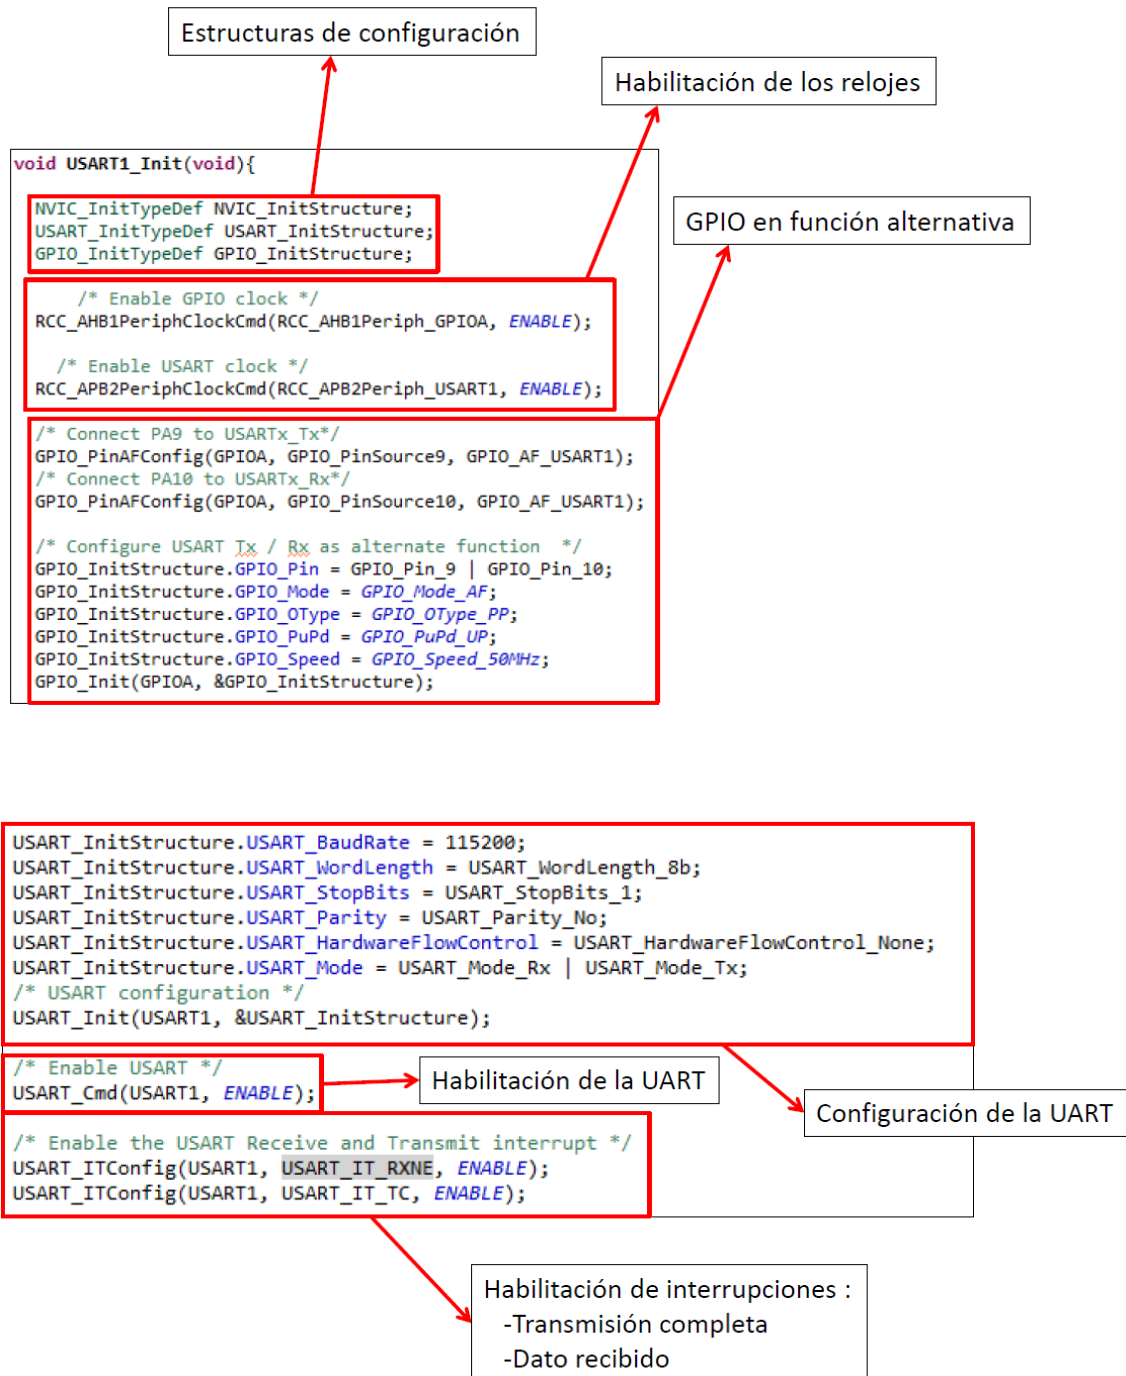 Estructuras de configuración
Habilitación de los relojes
void USART1_Init(void){
NVIC_InitTypeDef NVIC_InitStructure;
USART_InitTypeDef USART_InitStructure;
GPIO_InitTypeDef GPIO_InitStructure;
GPIO en función alternativa
/* Enable GPIO clock */
RCC_AHB1PeriphClockCmd(RCC_AHB1Periph_GPIOA, ENABLE);
/* Enable USART clock */
RCC_APB2PeriphClockCmd(RCC_APB2Periph_USART1, ENABLE);
/* Connect PA9 to USARTx_Tx*/
GPIO_PinAFConfig(GPIOA, GPIO_PinSource9, GPIO_AF_USART1);
/* Connect PA10 to USARTx_Rx*/
GPIO_PinAFConfig(GPIOA, GPIO_PinSource10, GPIO_AF_USART1);
/* Configure USART Tx / Rx as alternate function  */
GPIO_InitStructure.GPIO_Pin = GPIO_Pin_9 | GPIO_Pin_10;
GPIO_InitStructure.GPIO_Mode = GPIO_Mode_AF;
GPIO_InitStructure.GPIO_OType = GPIO_OType_PP;
GPIO_InitStructure.GPIO_PuPd = GPIO_PuPd_UP;
GPIO_InitStructure.GPIO_Speed = GPIO_Speed_50MHz;
GPIO_Init(GPIOA, &GPIO_InitStructure);
USART_InitStructure.USART_BaudRate = 115200;
USART_InitStructure.USART_WordLength = USART_WordLength_8b;
USART_InitStructure.USART_StopBits = USART_StopBits_1;
USART_InitStructure.USART_Parity = USART_Parity_No;
USART_InitStructure.USART_HardwareFlowControl = USART_HardwareFlowControl_None;
USART_InitStructure.USART_Mode = USART_Mode_Rx | USART_Mode_Tx;
/* USART configuration */
USART_Init(USART1, &USART_InitStructure);
/* Enable USART */
USART_Cmd(USART1, ENABLE);
Habilitación de la UART
Configuración de la UART
/* Enable the USART Receive and Transmit interrupt */
USART_ITConfig(USART1, USART_IT_RXNE, ENABLE);
USART_ITConfig(USART1, USART_IT_TC, ENABLE);
Habilitación de interrupciones :
-Transmisión completa
-Dato recibido